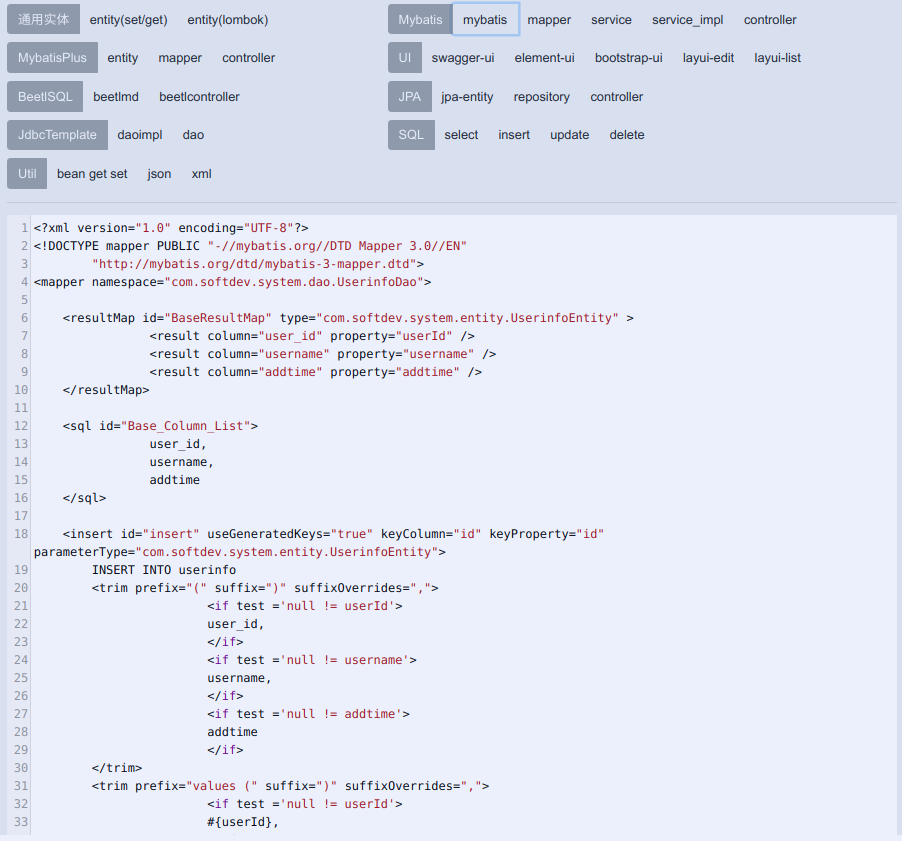 通用实体 entity(set/get) entity(lombok)
Mybatis mybatis mapper service service_impl controller
MybatisPlus entity mapper controller
UI swagger-ui element-ui bootstrap-ui layui-edit layui-list
BeetlSQL beetlmd beetlcontroller
JPA jpa-entity repository controller
JdbcTemplate daoimpl dao
SQL select insert update delete
Util bean get set json xml
1 <?xml version="1.0" encoding="UTF-8"?>
2 <!DOCTYPE mapper PUBLIC "-//mybatis.org//DTD Mapper 3.0//EN"
3         "http://mybatis.org/dtd/mybatis-3-mapper.dtd">
4 <mapper namespace="com.softdev.system.dao.UserinfoDao">
5
6     <resultMap id="BaseResultMap" type="com.softdev.system.entity.UserinfoEntity" >
7                 <result column="user_id" property="userId" />
8                 <result column="username" property="username" />
9                 <result column="addtime" property="addtime" />
10     </resultMap>
11
12     <sql id="Base_Column_List">
13                 user_id,
14                 username,
15                 addtime
16     </sql>
17
18     <insert id="insert" useGeneratedKeys="true" keyColumn="id" keyProperty="id"
parameterType="com.softdev.system.entity.UserinfoEntity">
19         INSERT INTO userinfo
20         <trim prefix="(" suffix=")" suffixOverrides=",">
21                         <if test ='null != userId'>
22                         user_id,
23                         </if>
24                         <if test ='null != username'>
25                         username,
26                         </if>
27                         <if test ='null != addtime'>
28                         addtime
29                         </if>
30         </trim>
31         <trim prefix="values (" suffix=")" suffixOverrides=",">
32                         <if test ='null != userId'>
33                         #{userId},